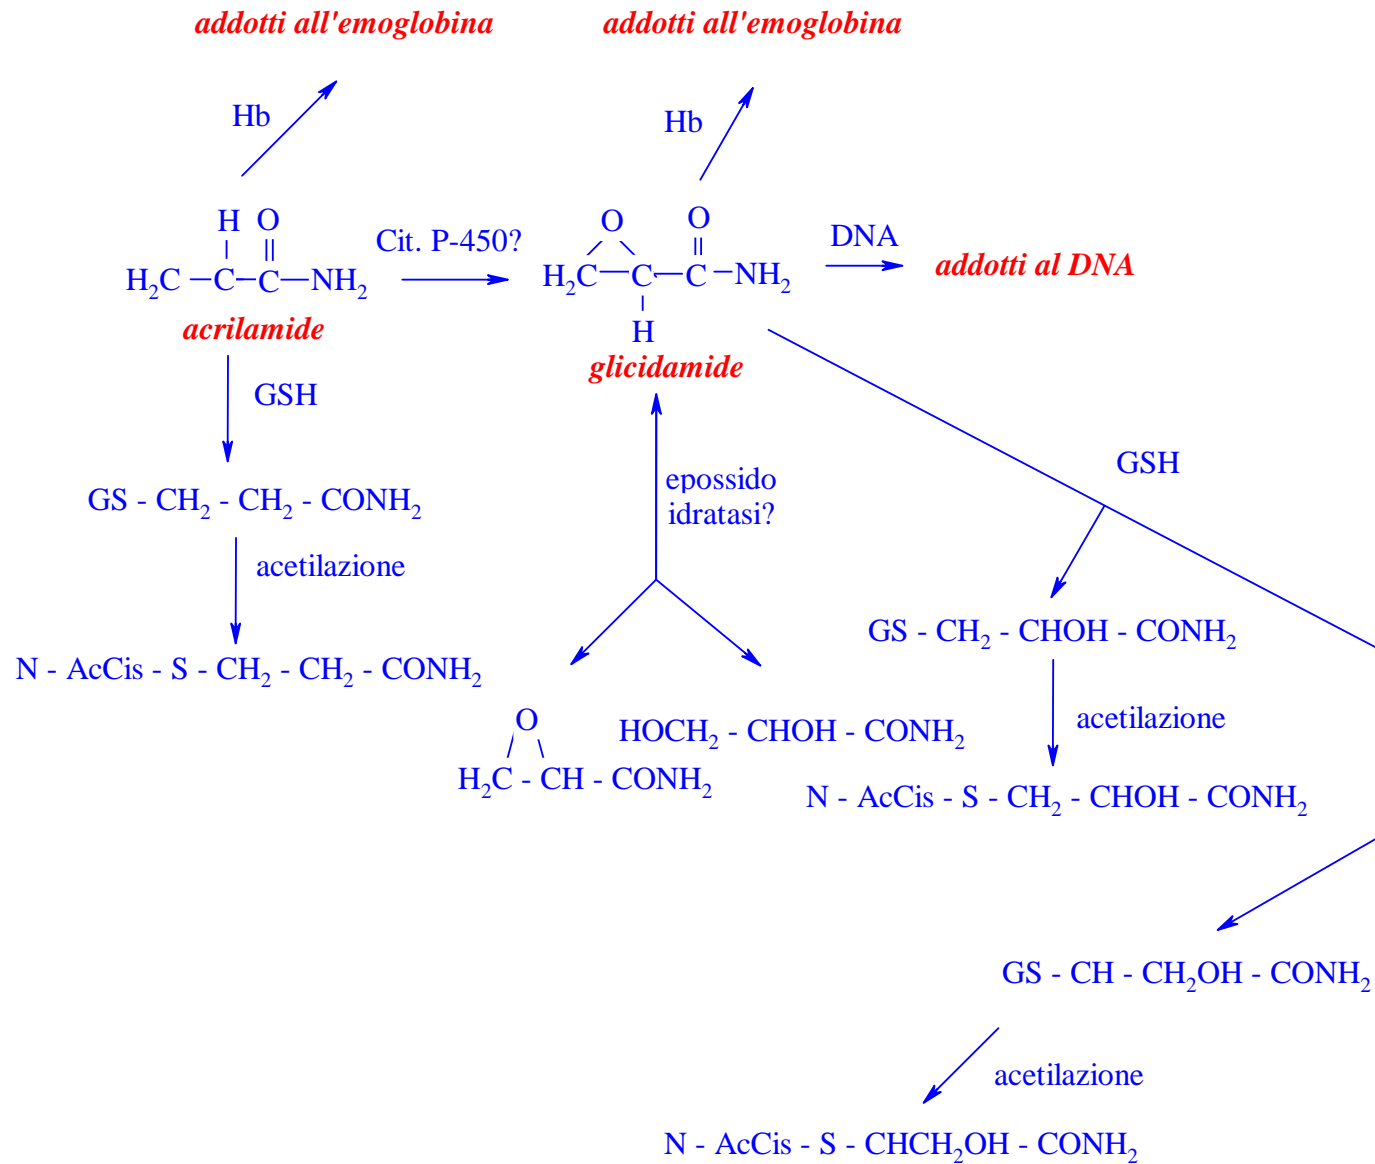 addotti all'emoglobina addotti all'emoglobina
Hb Hb
H O O O
Cit. P-450? DNA
H₂C – C – C – NH₂ H₂C – C – C – NH₂ addotti al DNA
acrilamide H
glicidamide
GSH
GSH
epossido
idratasi?
GS - CH₂ - CH₂ - CONH₂
acetilazione
GS - CH₂ - CHOH - CONH₂
N - AcCis - S - CH₂ - CH₂ - CONH₂
acetilazione
O
HOCH₂ - CHOH - CONH₂
H₂C - CH - CONH₂
N - AcCis - S - CH₂ - CHOH - CONH₂
GS - CH - CH₂OH - CONH₂
acetilazione
N - AcCis - S - CHCH₂OH - CONH₂